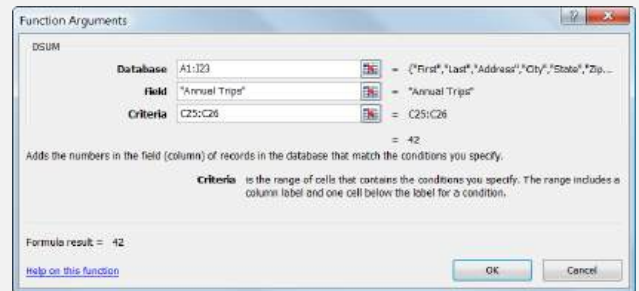 Function Arguments
DSUM
Database A1:I23 = {"First","Last","Address","City","State","Zip...
Field "Annual Trips" = "Annual Trips"
Criteria C25:C26 = C25:C26
= 42
Adds the numbers in the field (column) of records in the database that match the conditions you specify.
Criteria is the range of cells that contains the conditions you specify. The range includes a
column label and one cell below the label for a condition.
Formula result = 42
Help on this function OK Cancel